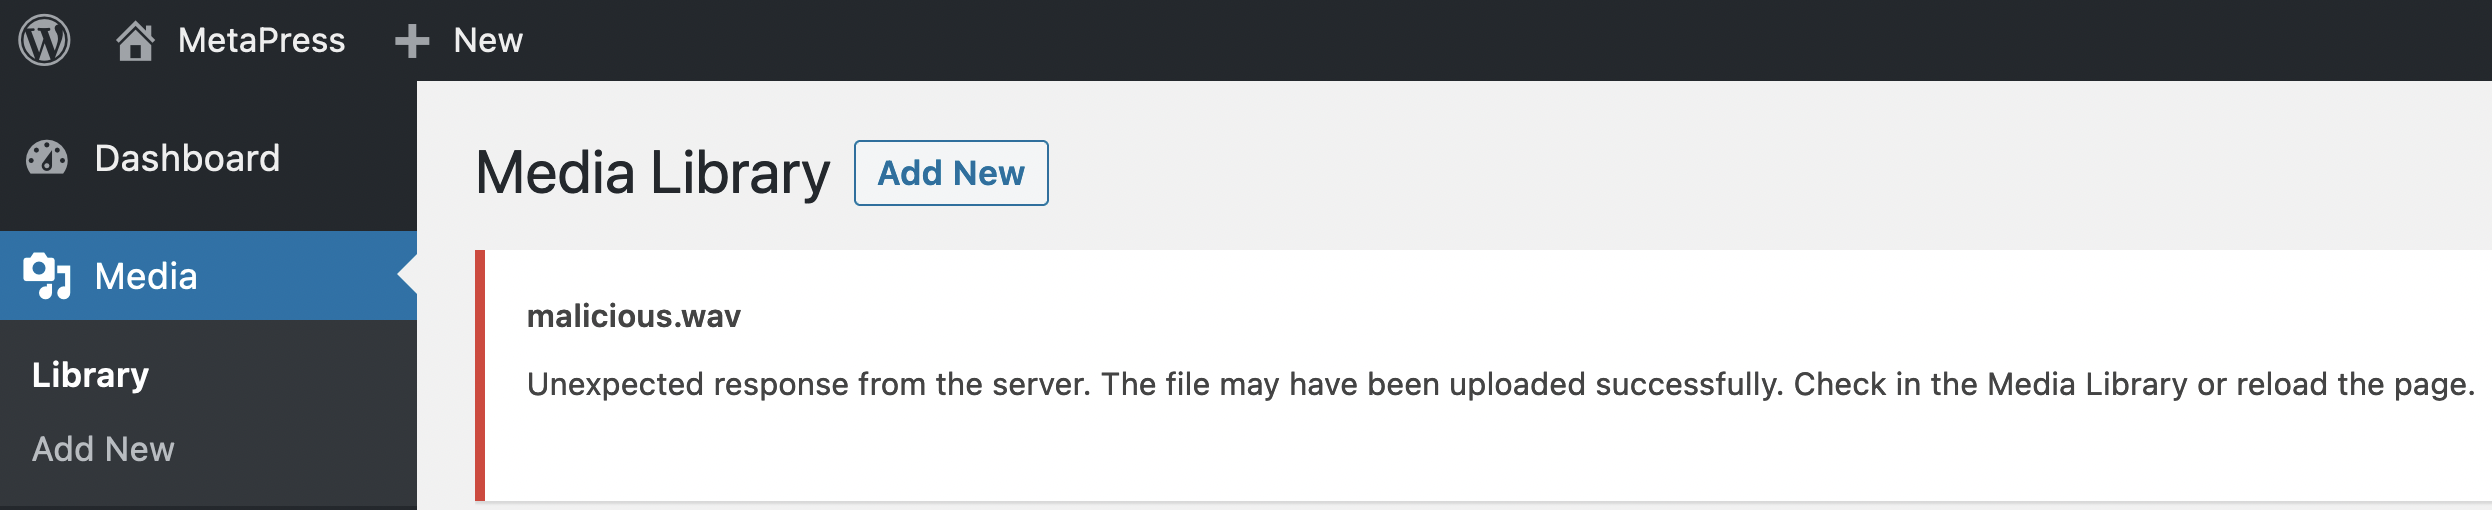 MetaPress
New
Dashboard
Media
Library
Add New
Media Library
Add New
malicious.wav
Unexpected response from the server. The file may have been uploaded successfully. Check in the Media Library or reload the page.